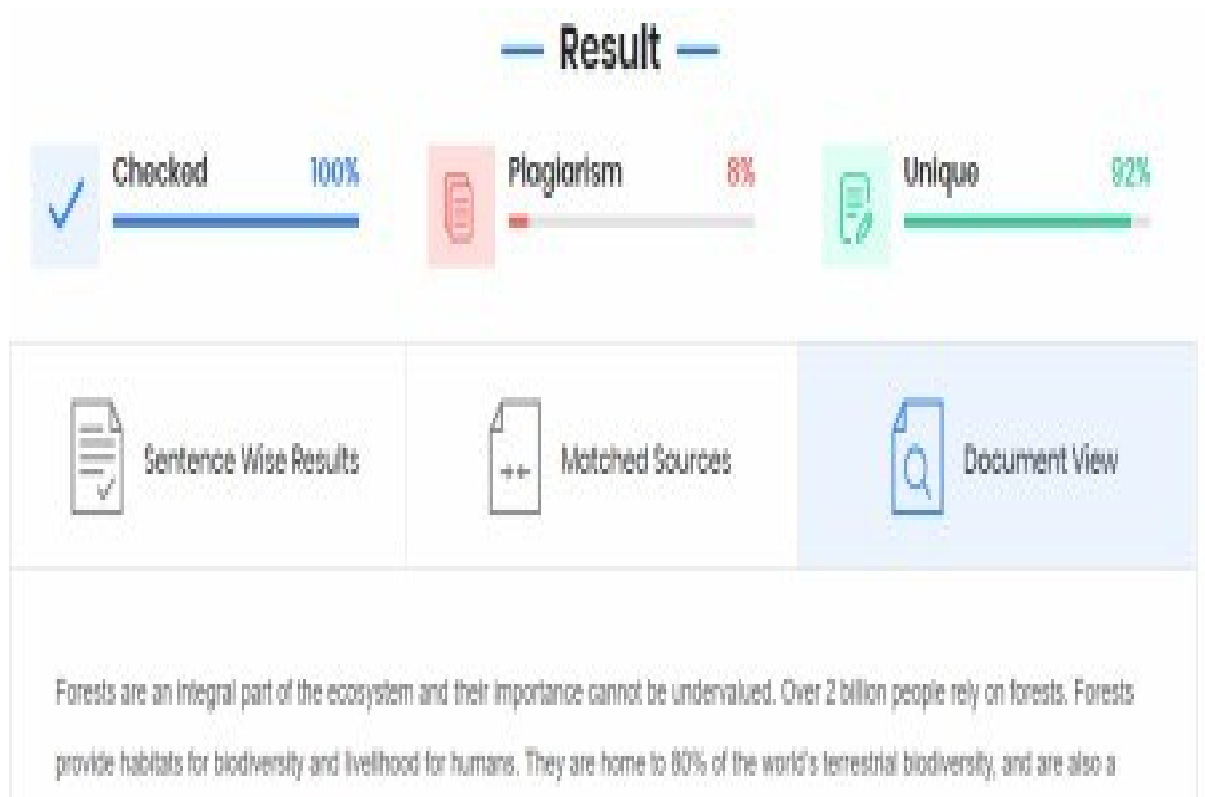 Result
Checked 100%
Plagiarism 8%
Unique 92%
Sentence Wise Results
Matched Sources
Document View
Forests are an integral part of the ecosystem and their importance cannot be undervalued. Over 2 billion people rely on forests. Forests
provide habitats for biodiversity and livelihood for humans. They are home to 80% of the world's terrestrial biodiversity, and are also a